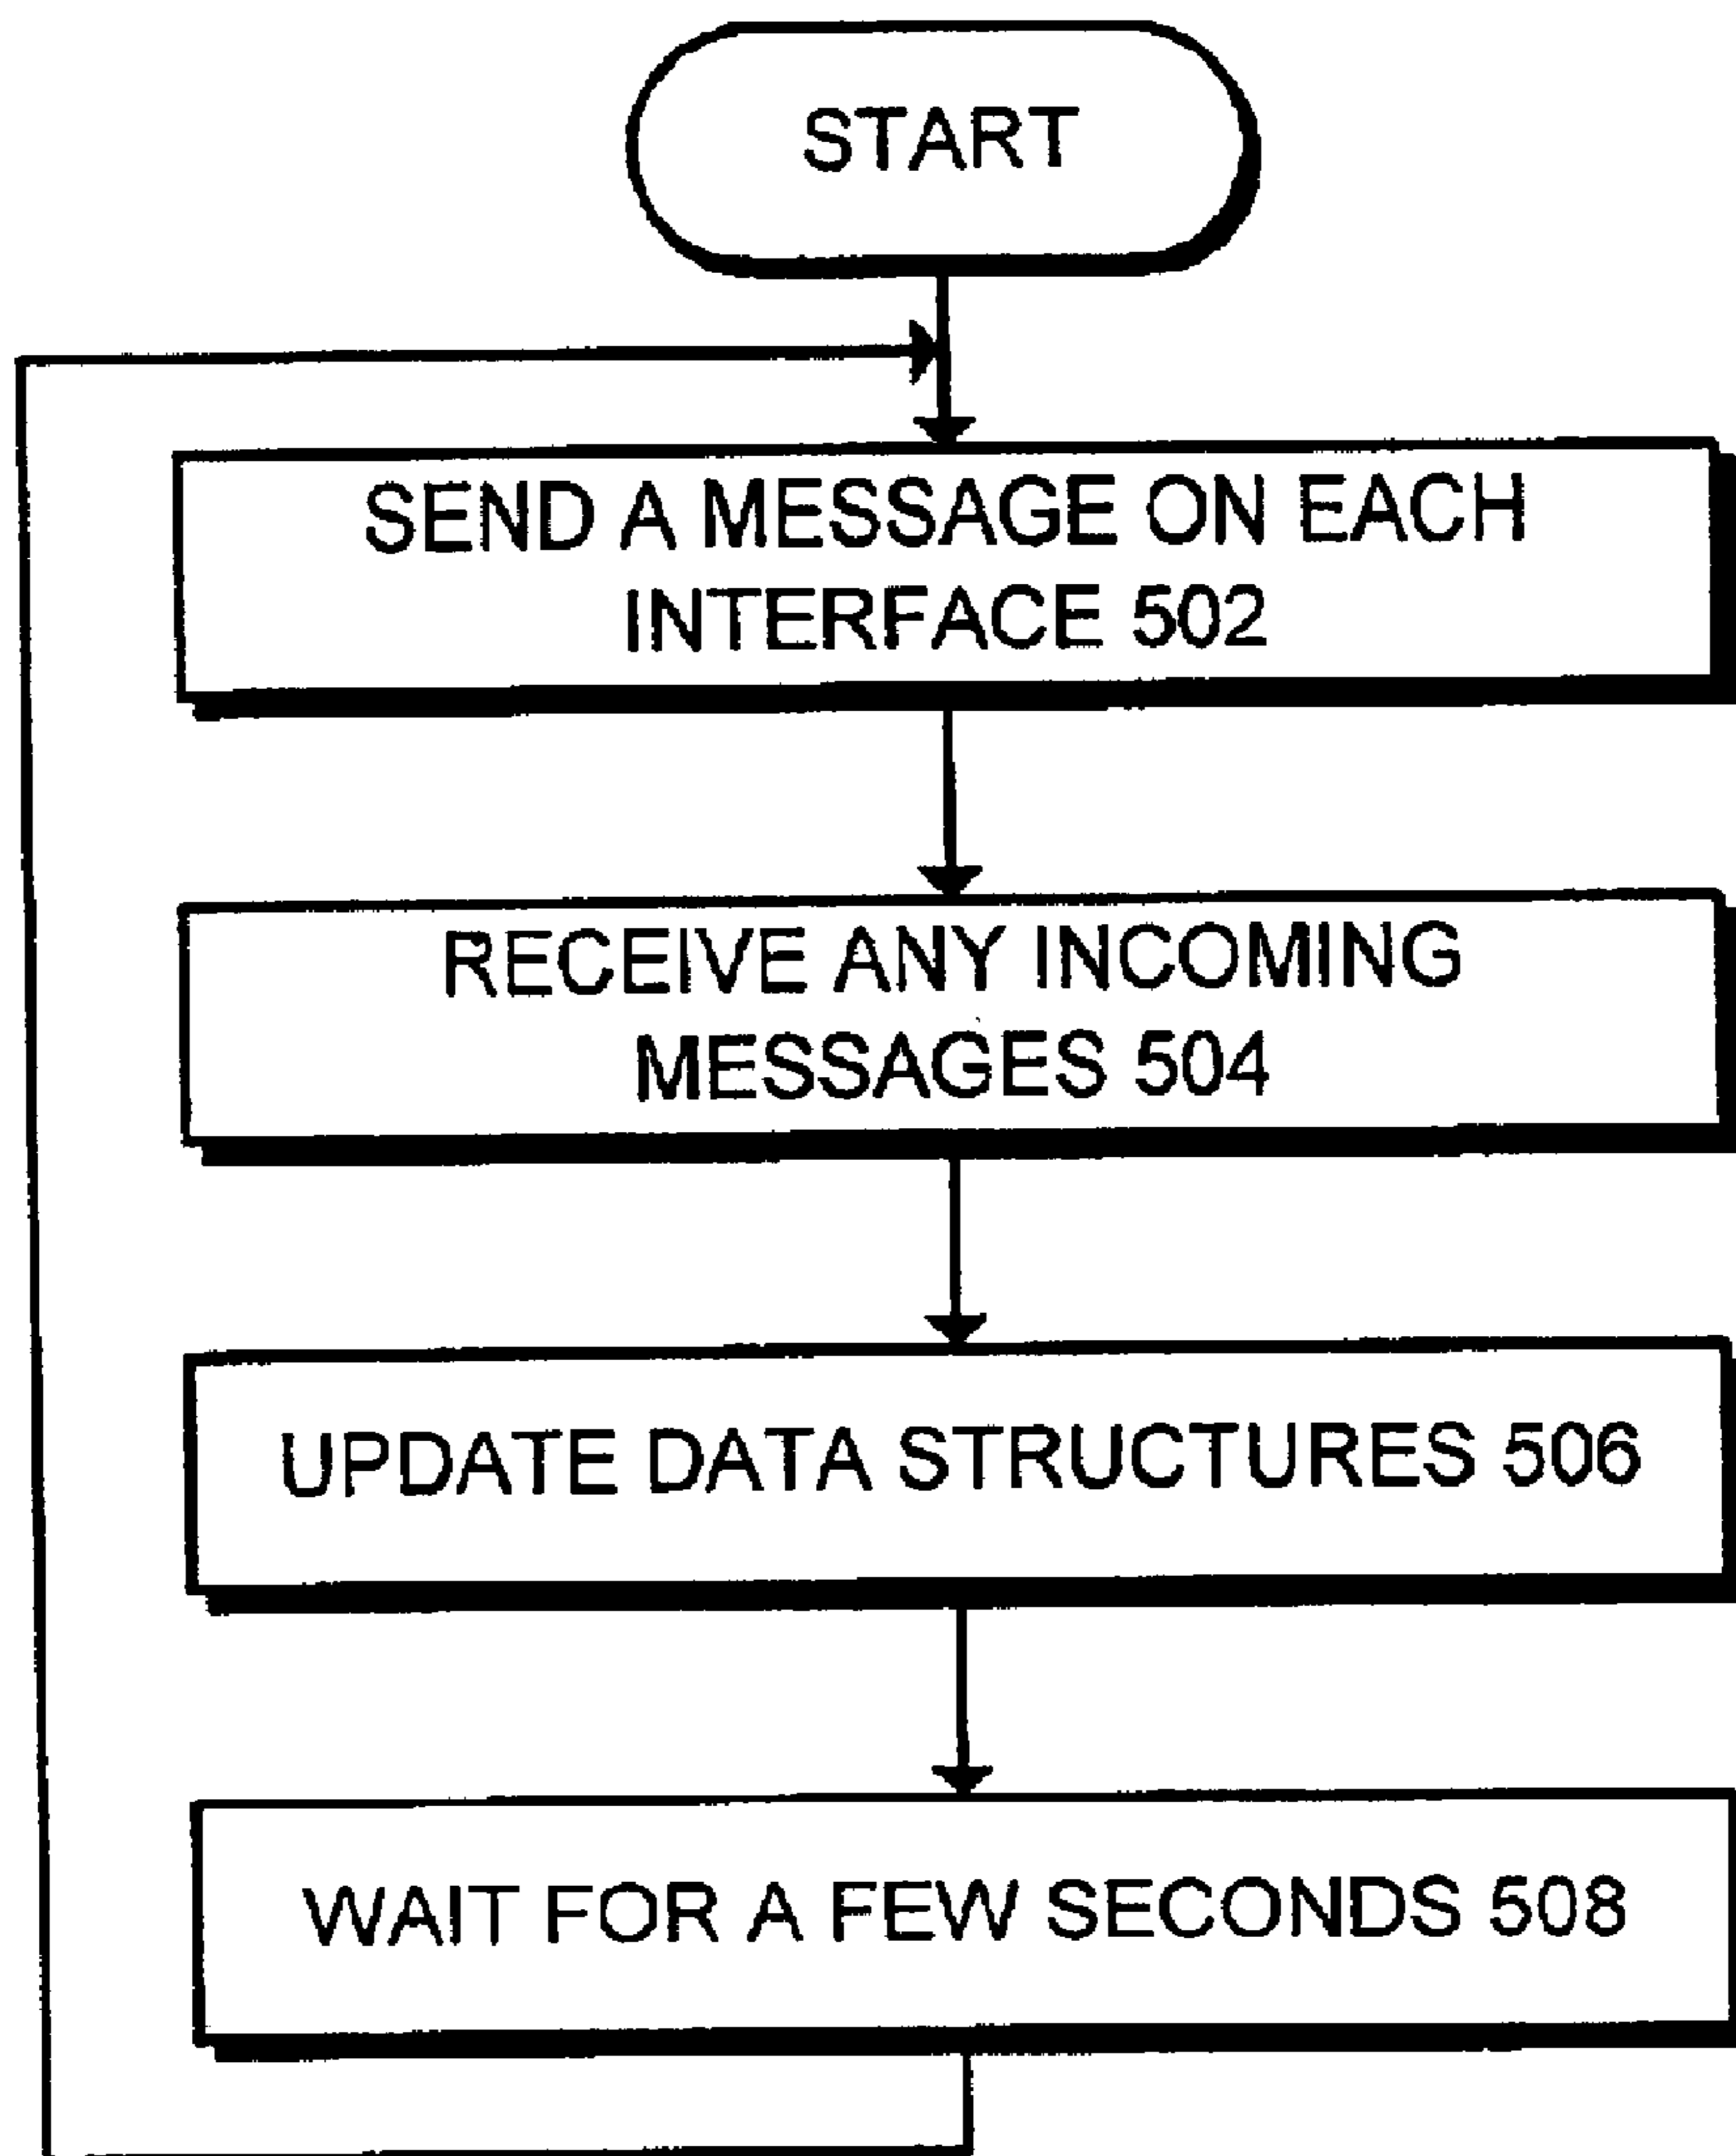 START
SEND A MESSAGE ON EACH
INTERFACE 502
RECEIVE ANY INCOMING
MESSAGES 504
UPDATE DATA STRUCTURES 506
WAIT FOR A FEW SECONDS 508